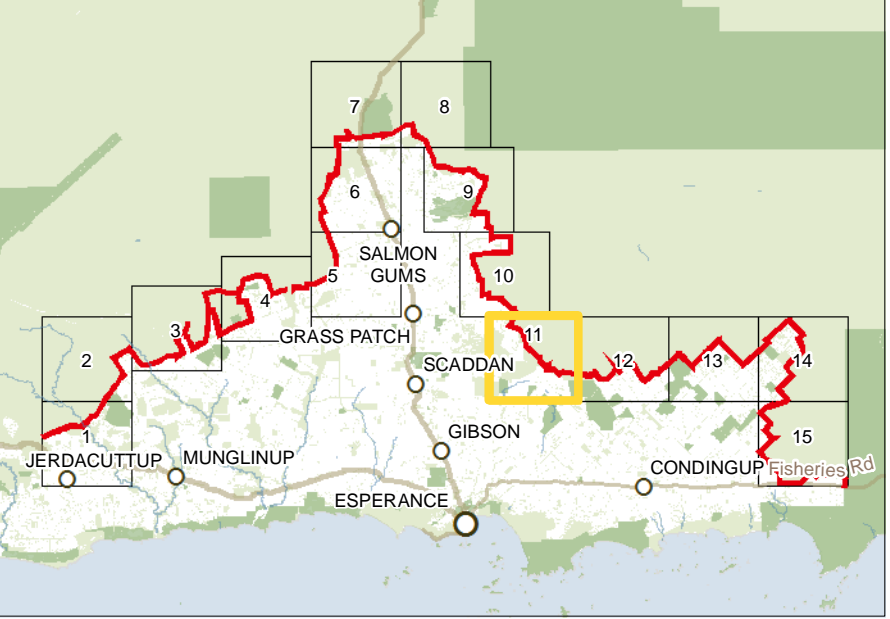 7
8
6
9
SALMON
GUMS
5
10
4
3
GRASS PATCH
11
2
12
13
14
SCADDAN
1
GIBSON
15
JERDACUTTUP
MUNGLINUP
CONDINGUP
Fisheries Rd
ESPERANCE